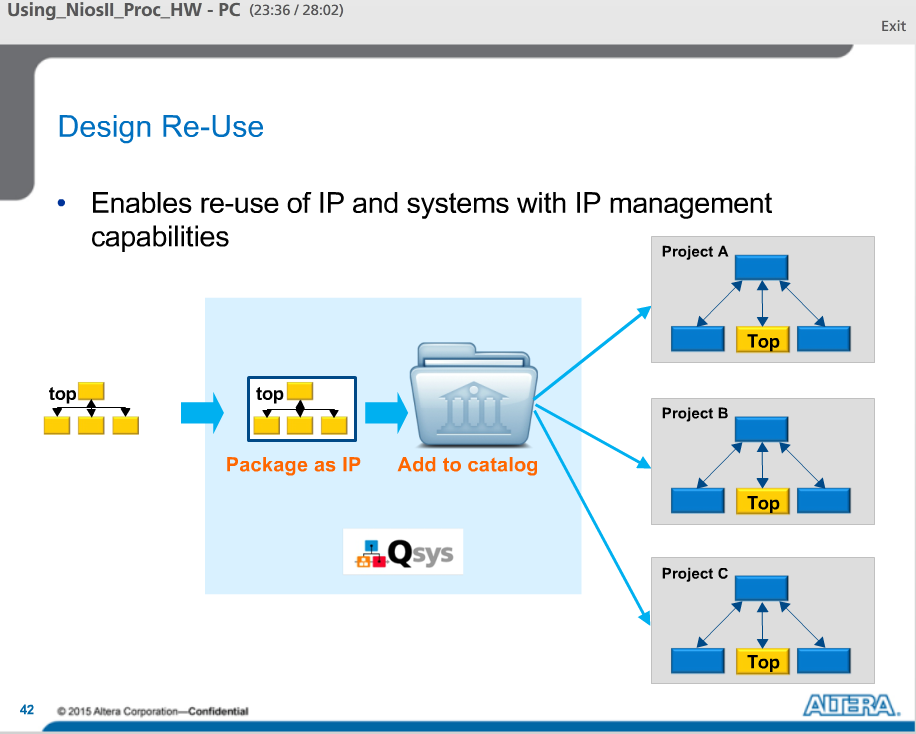 Using_NiosII_Proc_HW - PC (23:36 / 28:02)
Exit
Design Re-Use
• Enables re-use of IP and systems with IP management
capabilities
top
top
Package as IP
Add to catalog
Qsys
Project A
Top
Project B
Top
Project C
Top
42
© 2015 Altera Corporation—Confidential
ALTERA.